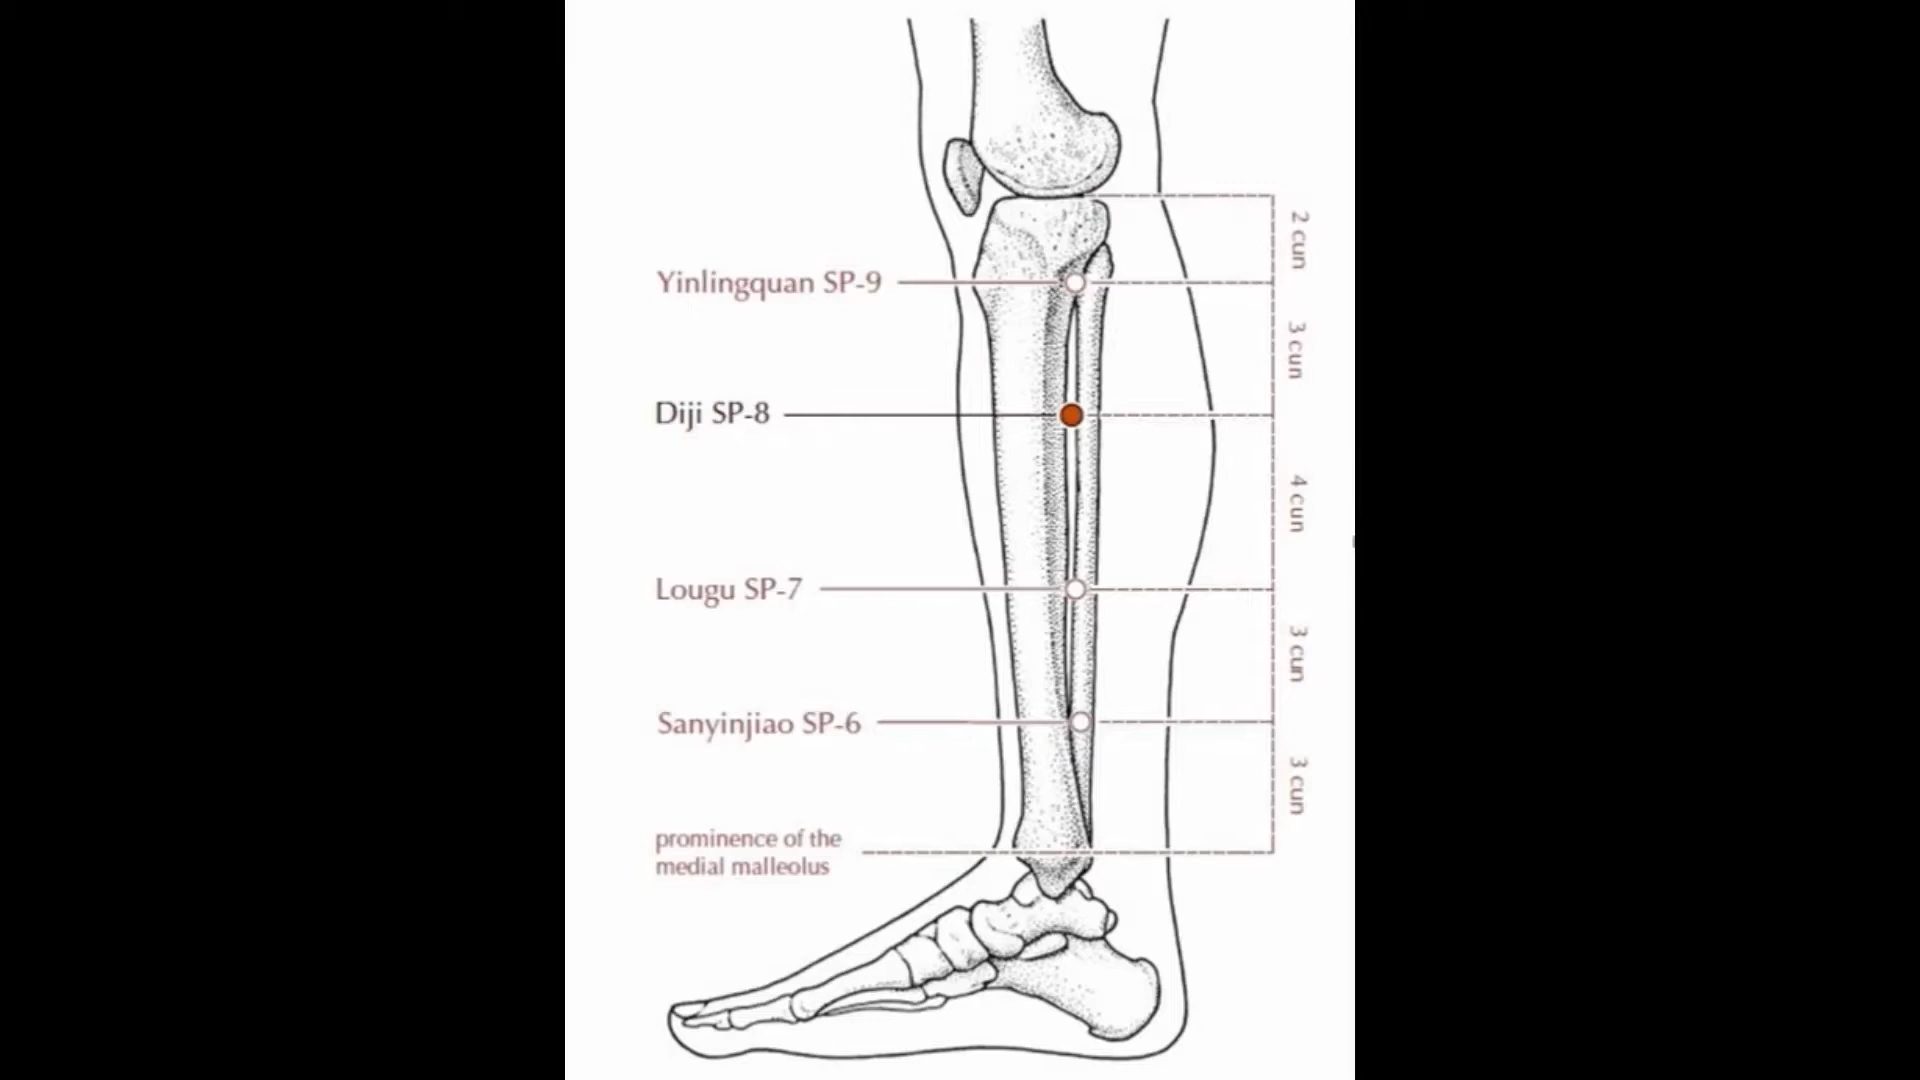 2 cun
Yinlingquan SP-9
3 cun
Diji SP-8
4 cun
Lougu SP-7
3 cun
Sanyinjiao SP-6
3 cun
prominence of the
medial malleolus